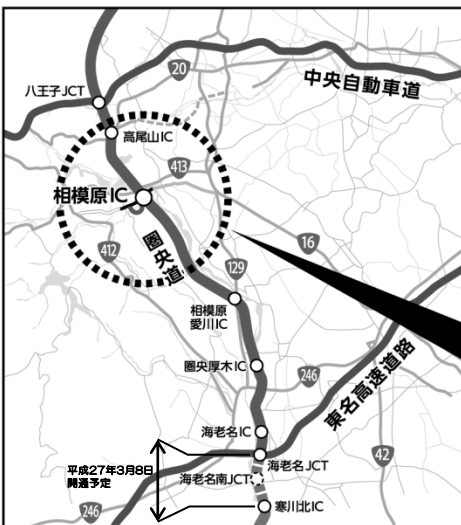 20
中央自動車道
八王子JCT
高尾山IC
413
相模原IC
412
圏央道
16
129
相模原
愛川IC
圏央厚木IC
246
東名高速道路
海老名IC
海老名JCT
42
平成27年3月8日
開通予定
海老名南JCT
246
寒川北IC